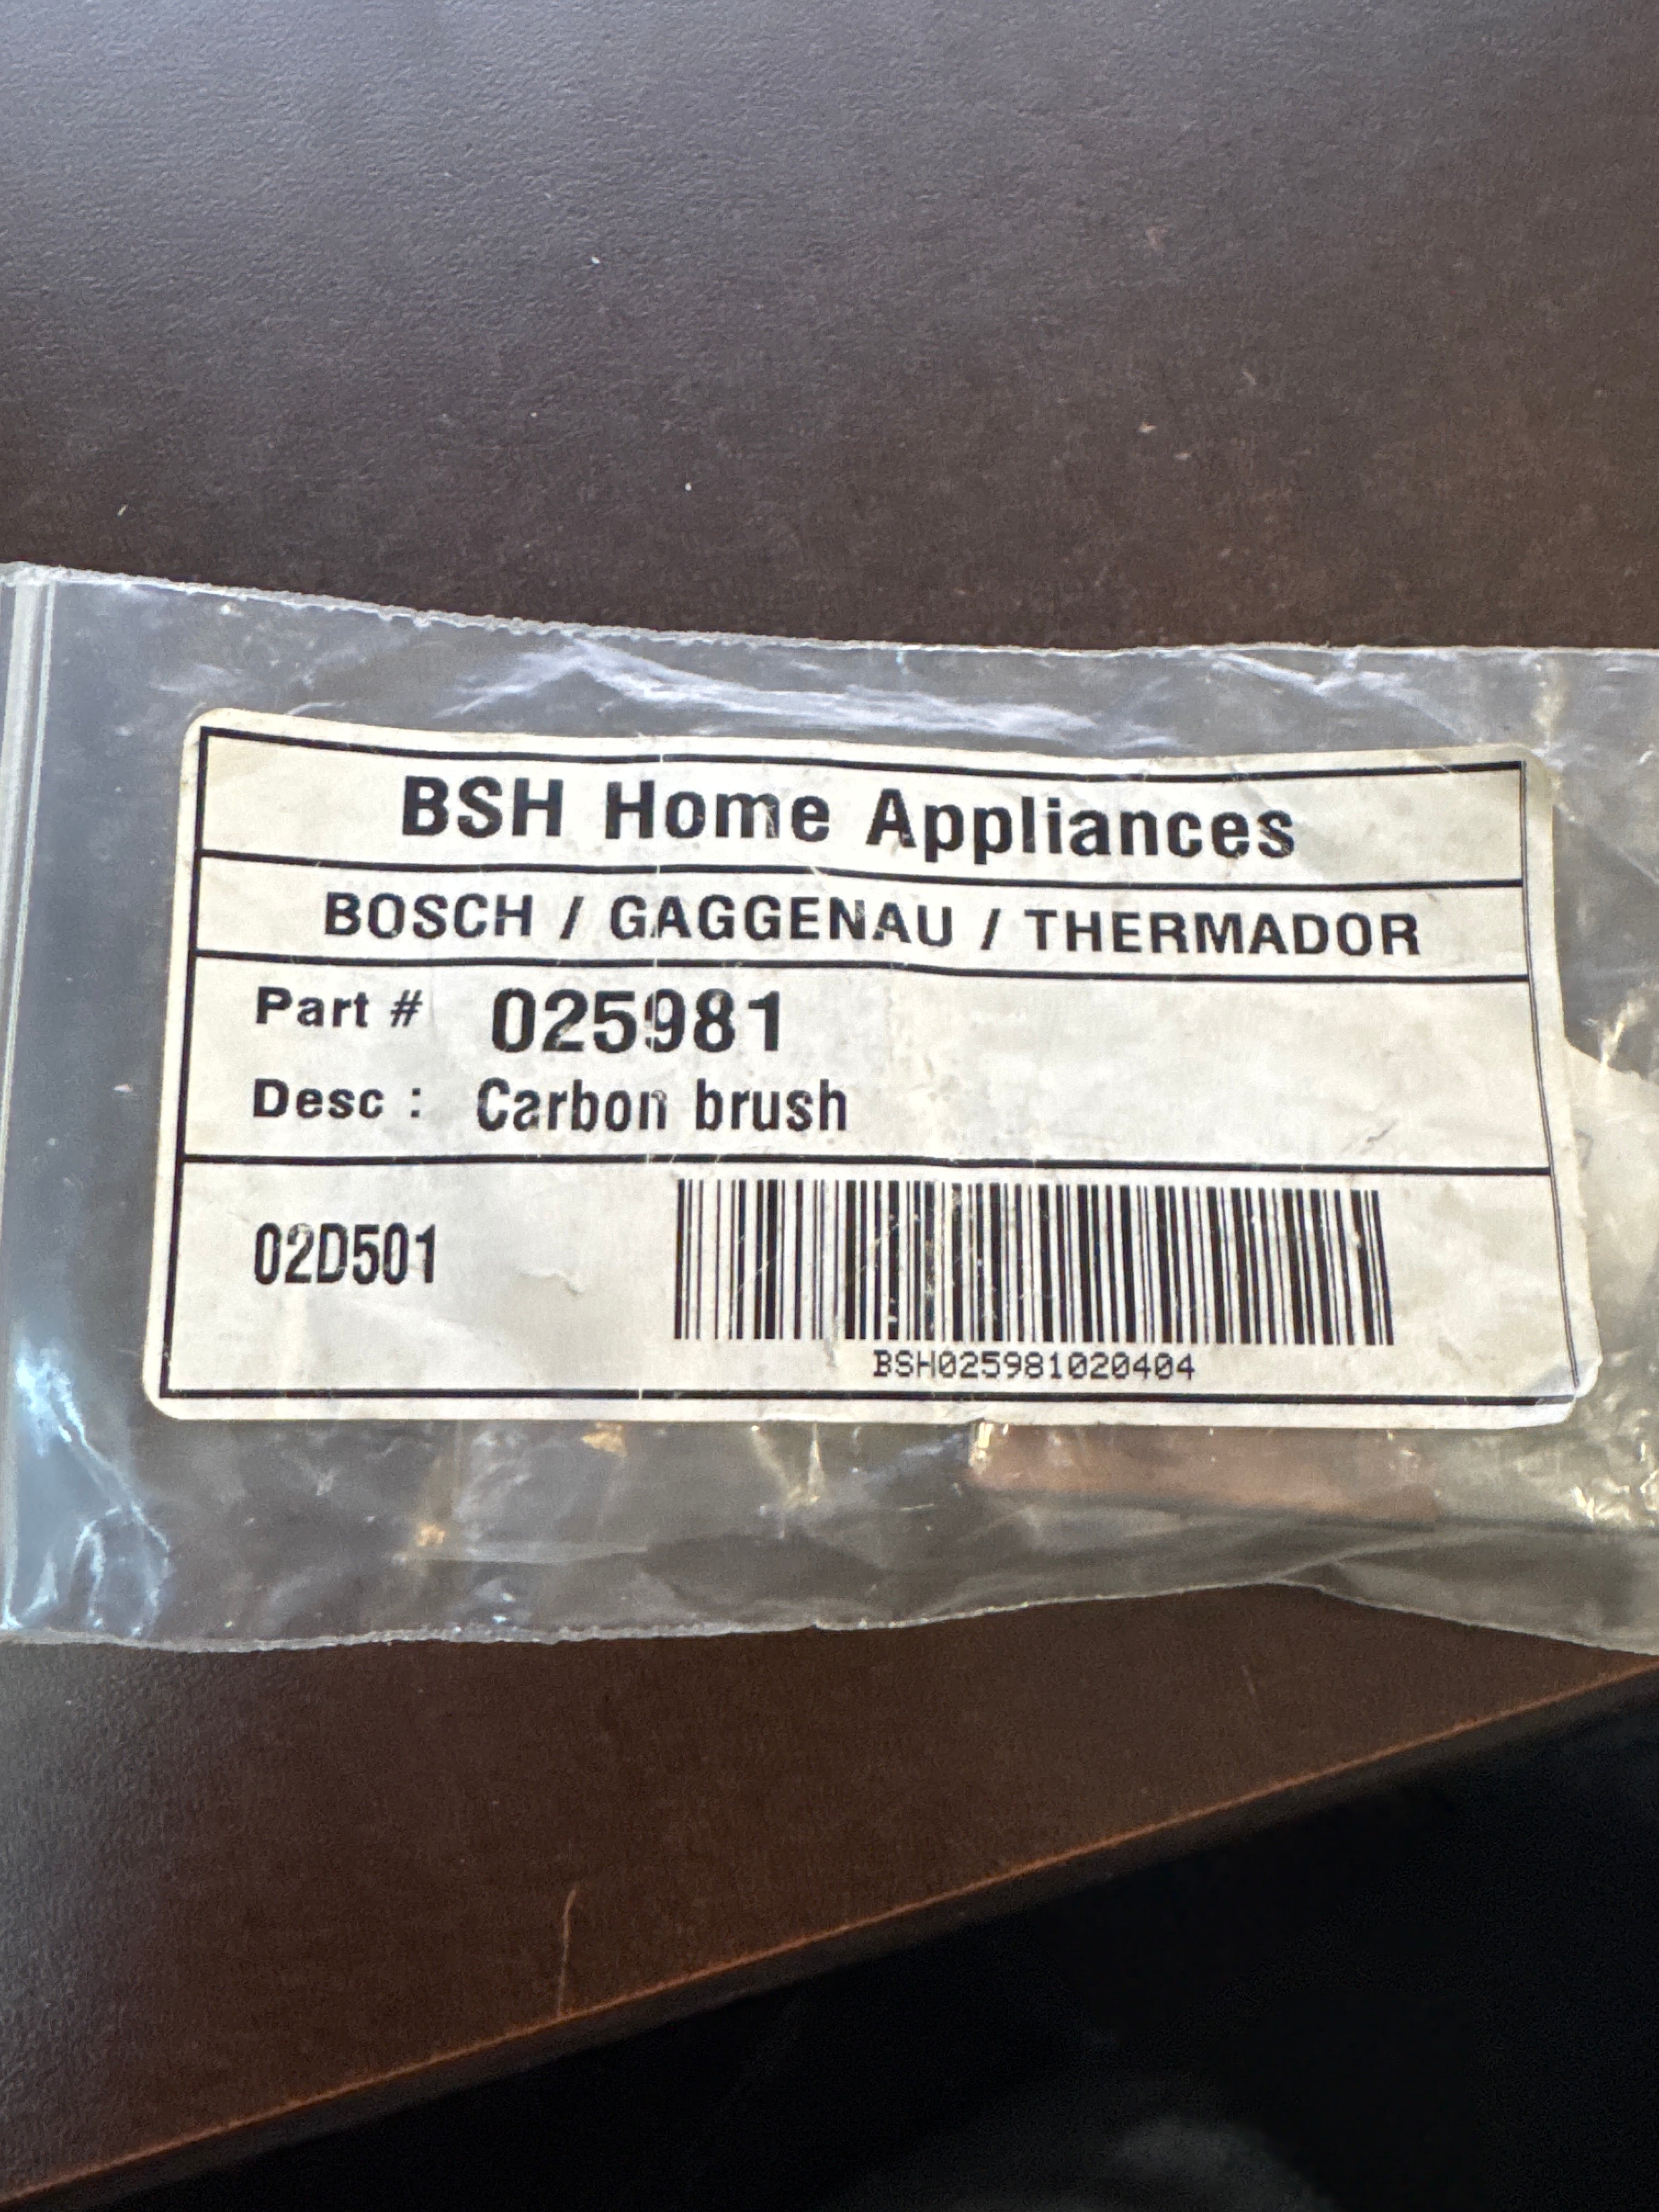 BSH Home Appliances
BOSCH / GAGGENAU / THERMADOR
Part # 025981
Desc : Carbon brush
02D501
BSH025981020404